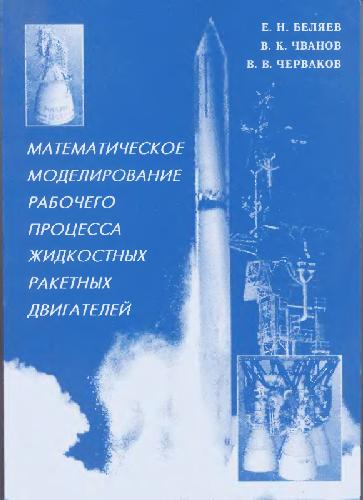 Е. Н. БЕЛЯЕВ
В. К. ЧВАНОВ
В. В. ЧЕРВАКОВ
МАТЕМАТИЧЕСКОЕ
МОДЕЛИРОВАНИЕ
РАБОЧЕГО
ПРОЦЕССА
ЖИДКОСТНЫХ
РАКЕТНЫХ
ДВИГАТЕЛЕЙ